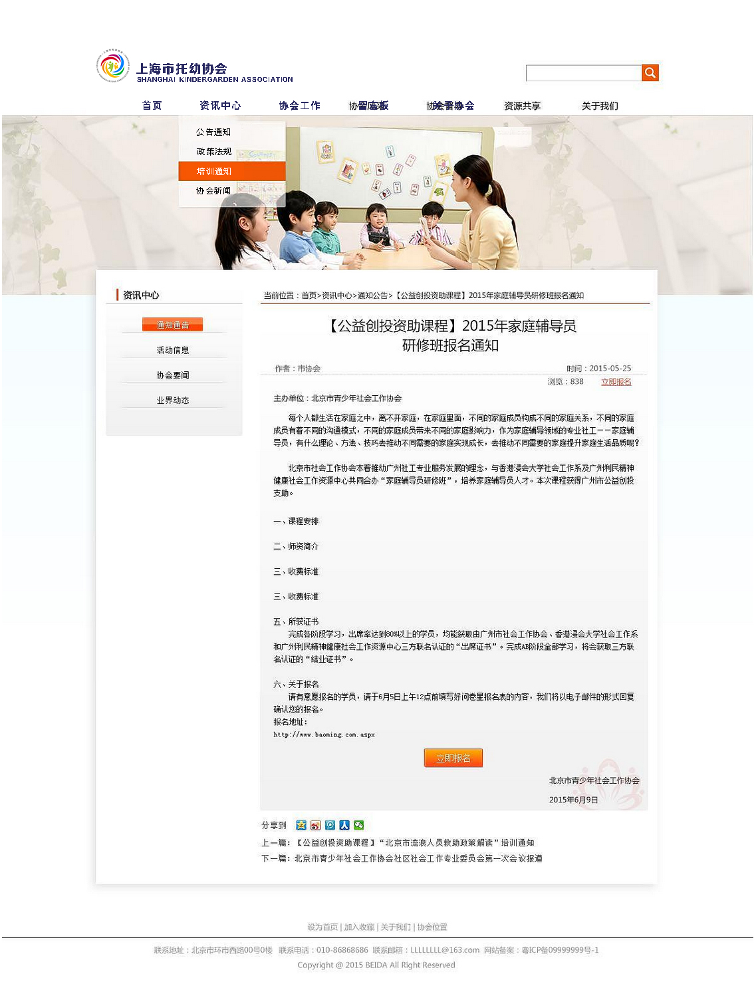 上海市托幼协会
SHANGHAI KINDERGARDEN ASSOCIATION
首页 资讯中心 协会工作 资源共享 关于我们
公告通知
政策法规
培训通知
协会新闻
资讯中心
通知通告
活动信息
协会要闻
业界动态
当前位置：首页>资讯中心>通知公告>【公益创投资助课程】2015年家庭辅导员研修班报名通知
【公益创投资助课程】2015年家庭辅导员
研修班报名通知
作者：市协会 时间：2015-05-25
浏览：838 立即报名
主办单位：北京市青少年社会工作协会
每个人都生活在家庭之中，离不开家庭，在家庭里面，不同的家庭成员构成不同的家庭关系，不同的家庭
成员有着不同的沟通模式，不同的家庭成员带来不同的家庭影响力，作为家庭辅导领域的专业社工——家庭辅
导员，有什么理论、方法、技巧去推动不同需要的家庭实现成长，去推动不同需要的家庭提升家庭生活品质呢？
北京市社会工作协会本着推动广州社工专业服务发展的理念，与香港浸会大学社会工作系及广州利民精神
健康社会工作资源中心共同合办“家庭辅导员研修班”，培养家庭辅导员人才。本次课程获得广州市公益创投
支助。
一、课程安排
二、师资简介
三、收费标准
三、收费标准
五、所获证书
完成各阶段学习，出席率达到80%以上的学员，均能获取由广州市社会工作协会、香港浸会大学社会工作系
和广州利民精神健康社会工作资源中心三方联名认证的“出席证书”。完成AB阶段全部学习，将会获取三方联
名认证的“结业证书”。
六、关于报名
请有意愿报名的学员，请于6月5日上午12点前填写好问卷星报名表的内容，我们将以电子邮件的形式回复
确认您的报名。
报名地址：
http://www.baoming.com.aspx
立即报名
北京市青少年社会工作协会
2015年6月9日
分享到
上一篇：【公益创投资助课程】“北京市流浪人员救助政策解读”培训通知
下一篇：北京市青少年社会工作协会社区社会工作专业委员会第一次会议报道
设为首页 | 加入收藏 | 关于我们 | 协会位置
联系地址：北京市环市西路00号0楼 联系电话：010-86868686 联系邮箱：LLLLLLLL@163.com 网站备案：粤ICP备09999999号-1
Copyright @ 2015 BEIDA All Right Reserved